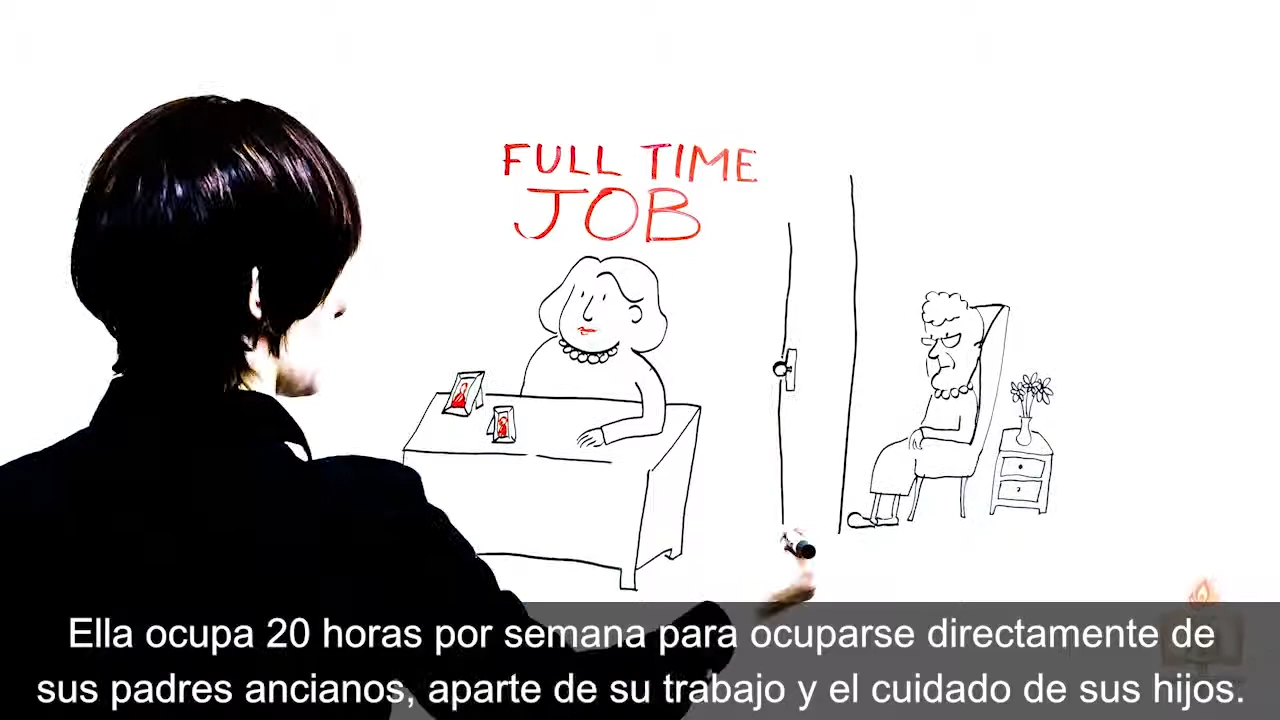 FULL TIME
JOB
Ella ocupa 20 horas por semana para ocuparse directamente de
sus padres ancianos, aparte de su trabajo y el cuidado de sus hijos.